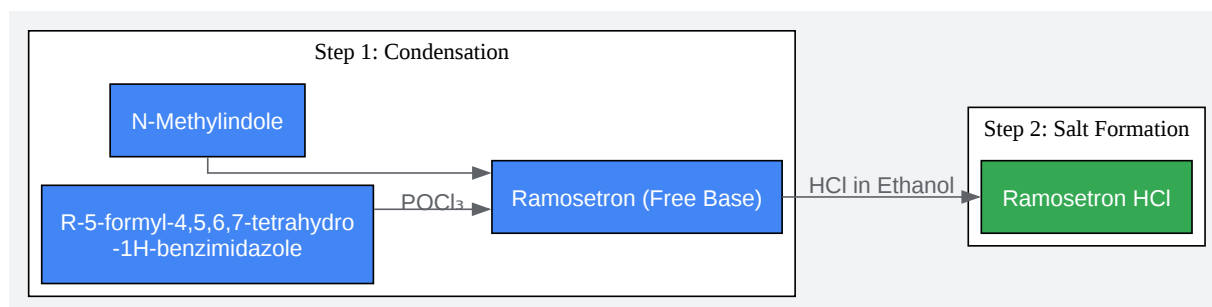 Step 1: Condensation
N-Methylindole
R-5-formyl-4,5,6,7-tetrahydro
-1H-benzimidazole
POCl₃
Ramosetron (Free Base)
HCl in Ethanol
Step 2: Salt Formation
Ramosetron HCl